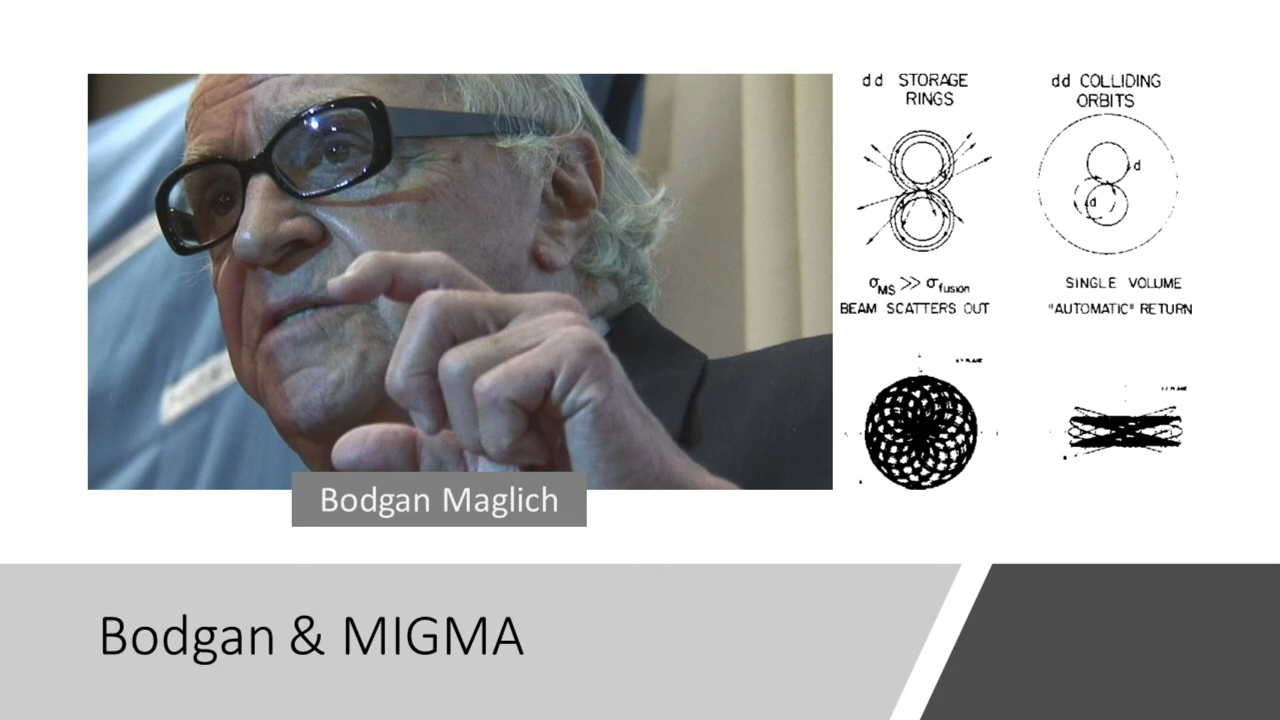 dd STORAGE
RINGS
dd COLLIDING
ORBITS
d
d
σMS >> σfusion
BEAM SCATTERS OUT
SINGLE VOLUME
"AUTOMATIC" RETURN
Bodgan Maglich
Bodgan & MIGMA